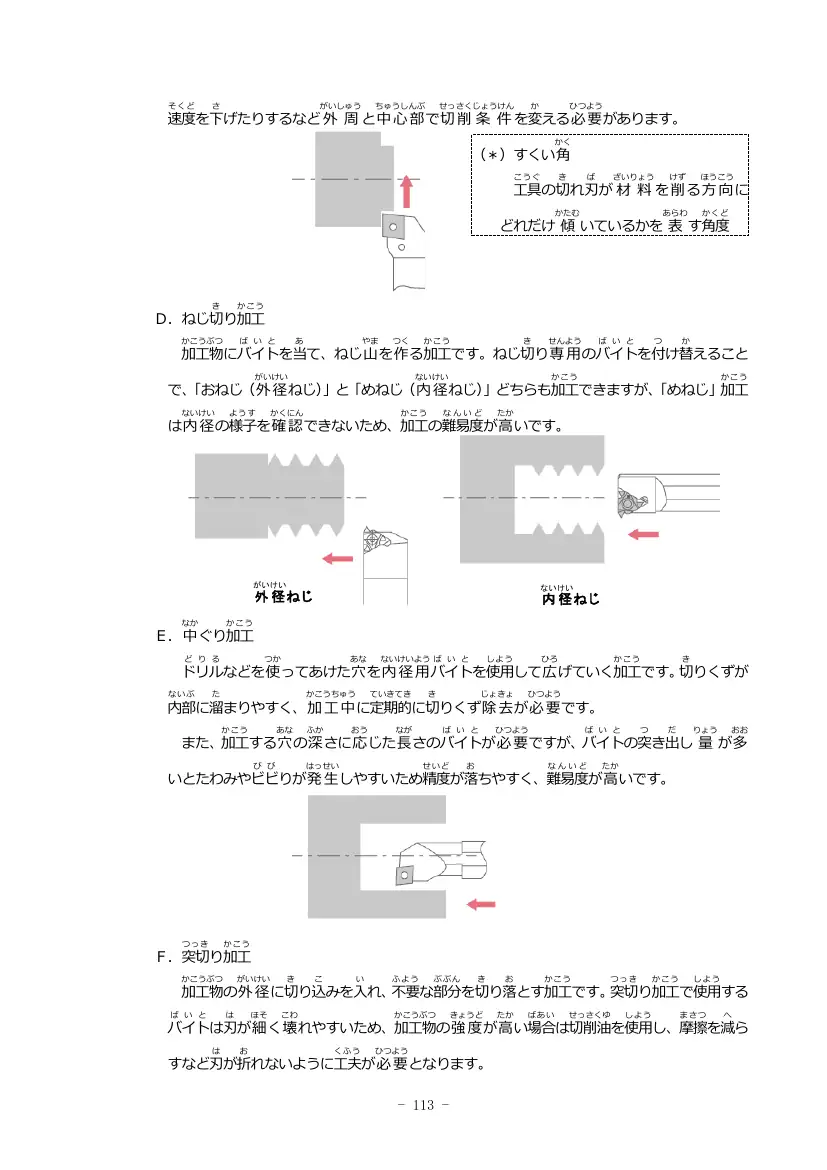 速度を下げたりするなど外周と中心部で切削条件を変える必要があります。
（＊）すくい角
工具の切れ刃が材料を削る方向に
どれだけ傾いているかを表す角度
D．ねじ切り加工
加工物にバイトを当て、ねじ山を作る加工です。ねじ切り専用のバイトを付け替えること
で、「おねじ（外径ねじ）」と「めねじ（内径ねじ）」どちらも加工できますが、「めねじ」加工
は内径の様子を確認できないため、加工の難易度が高いです。
外径ねじ
内径ねじ
E．中ぐり加工
ドリルなどを使ってあけた穴を内径用バイトを使用して広げていく加工です。切りくずが
内部に溜まりやすく、加工中に定期的に切りくず除去が必要です。
また、加工する穴の深さに応じた長さのバイトが必要ですが、バイトの突き出し量が多
いとたわみやビビりが発生しやすいため精度が落ちやすく、難易度が高いです。
F．突切り加工
加工物の外径に切り込みを入れ、不要な部分を切り落とす加工です。突切り加工で使用する
バイトは刃が細く壊れやすいため、加工物の強度が高い場合は切削油を使用し、摩擦を減ら
すなど刃が折れないように工夫が必要となります。
- 113 -